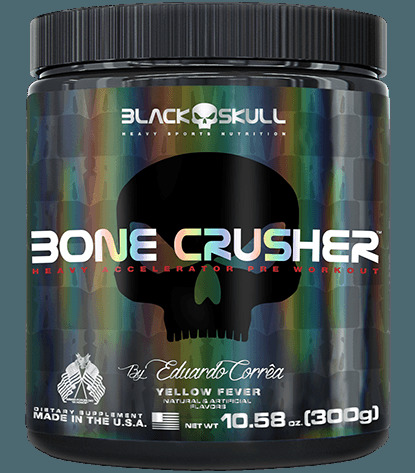 BLACK SKULL
HEAVY SPORTS NUTRITION
BONE CRUSHER™
HEAVY ACCELERATOR PRE WORKOUT
By Eduardo Corrêa
YELLOW FEVER
NATURAL & ARTIFICIAL
FLAVORS
DIETARY SUPPLEMENT
MADE IN THE U.S.A.
NET WT 10.58 oz.(300g)